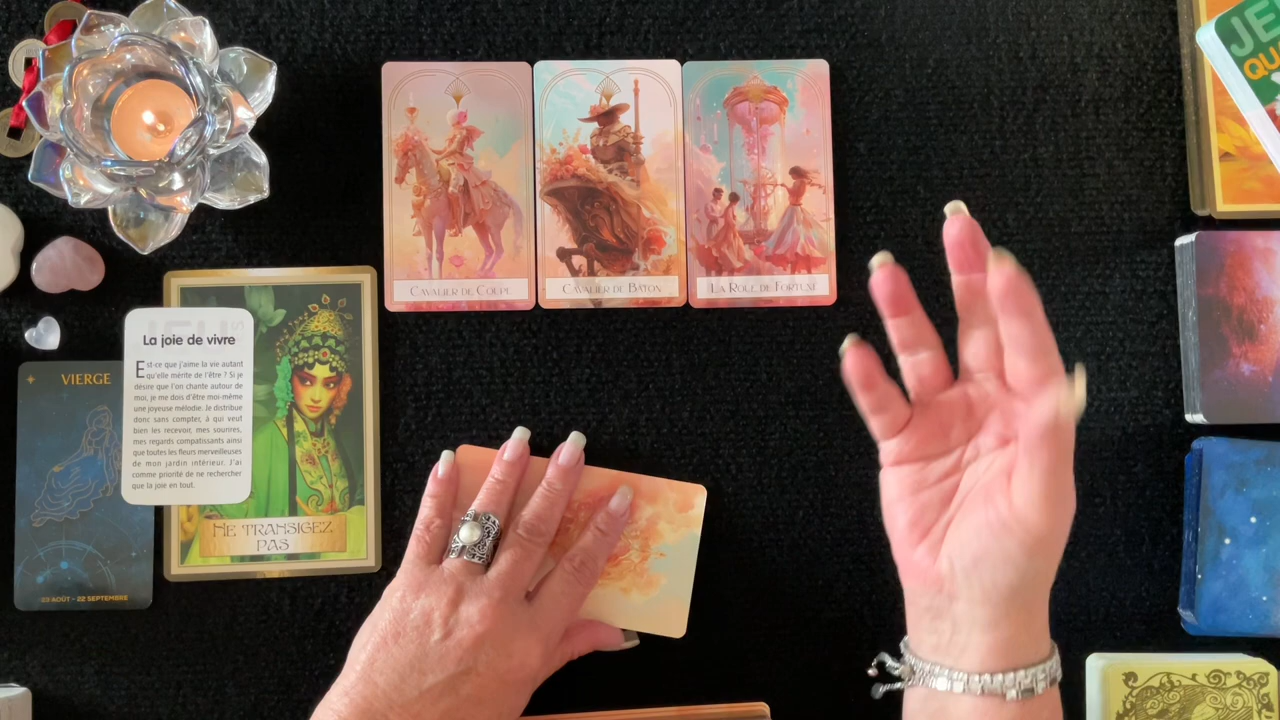 JEU
QU
CAVALIER DE COUPE
CAVALIER DE BÂTON
LA ROUE DE FORTUNE
La joie de vivre
Est-ce que j'aime la vie autant
qu'elle mérite de l'être ? Si je
désire que l'on chante autour de
moi, je me dois d'être moi-même
une joyeuse mélodie. Je distribue
donc sans compter, à qui veut
bien les recevoir, mes sourires,
mes regards compatissants ainsi
que toutes les fleurs merveilleuses
de mon jardin intérieur. J'ai
comme priorité de ne rechercher
que la joie en tout.
VIERGE
23 AOÛT - 22 SEPTEMBRE
NE TRANSIGEZ
PAS